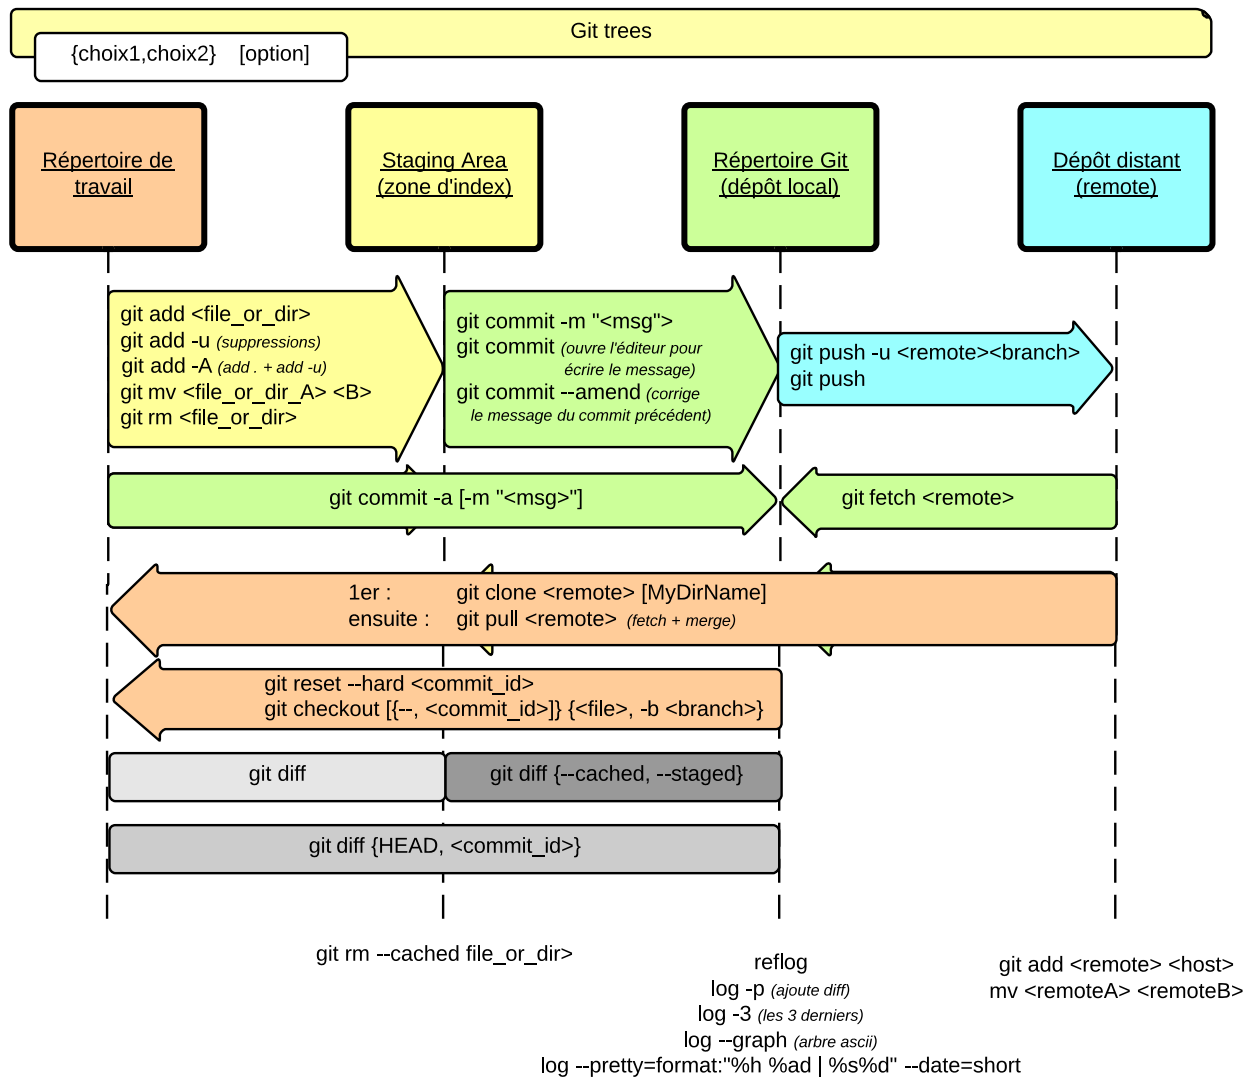 Git trees
{choix1,choix2} [option]
Répertoire de
travail
Staging Area
(zone d'index)
Répertoire Git
(dépôt local)
Dépôt distant
(remote)
git add <file_or_dir>
git add -u (suppressions)
git add -A (add . + add -u)
git mv <file_or_dir_A> <B>
git rm <file_or_dir>
git commit -m "<msg">
git commit (ouvre l'éditeur pour
écrire le message)
git commit --amend (corrige
le message du commit précédent)
git push -u <remote><branch>
git push
git commit -a [-m "<msg>"]
git fetch <remote>
1er : git clone <remote> [MyDirName]
ensuite : git pull <remote> (fetch + merge)
git reset --hard <commit_id>
git checkout [{--, <commit_id>]} {<file>, -b <branch>}
git diff
git diff {--cached, --staged}
git diff {HEAD, <commit_id>}
git rm --cached file_or_dir>
reflog
log -p (ajoute diff)
log -3 (les 3 derniers)
log --graph (arbre ascii)
log --pretty=format:"%h %ad | %s%d" --date=short
git add <remote> <host>
mv <remoteA> <remoteB>